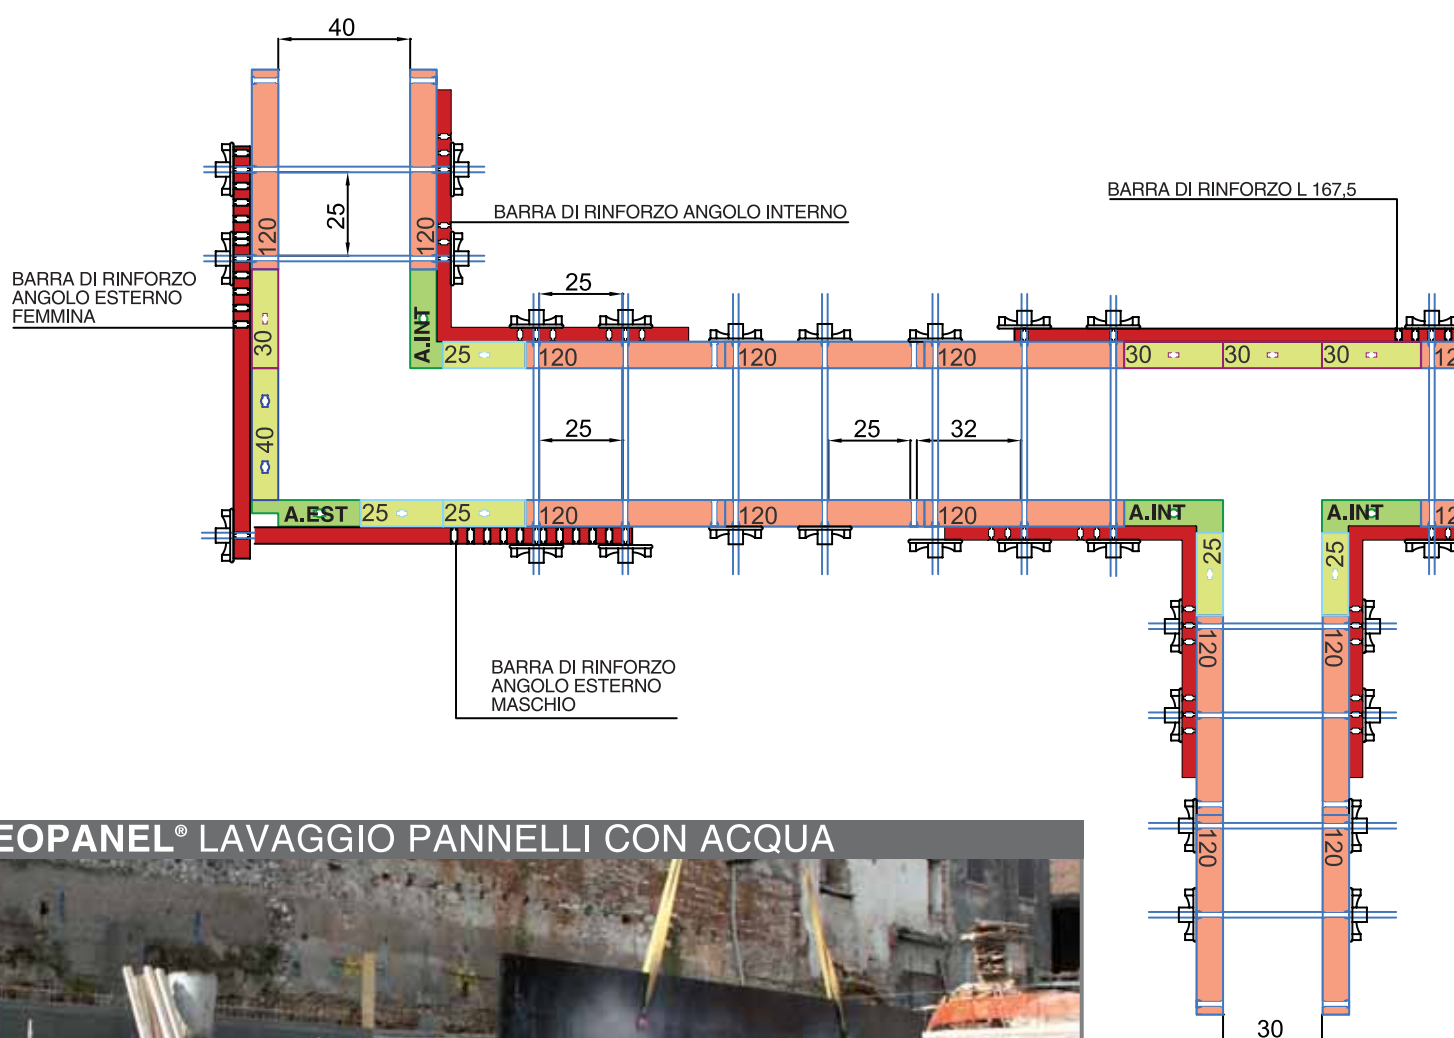 40
25
120
120
BARRA DI RINFORZO ANGOLO INTERNO
BARRA DI RINFORZO L 167,5
BARRA DI RINFORZO
ANGOLO ESTERNO
FEMMINA
25
A.INT
30
25
120
120
120
30
30
30
12
40
25
25
32
A.EST
25
25
120
120
120
A.INT
A.INT
12
25
25
BARRA DI RINFORZO
ANGOLO ESTERNO
MASCHIO
120
120
EOPANEL® LAVAGGIO PANNELLI CON ACQUA
120
120
30